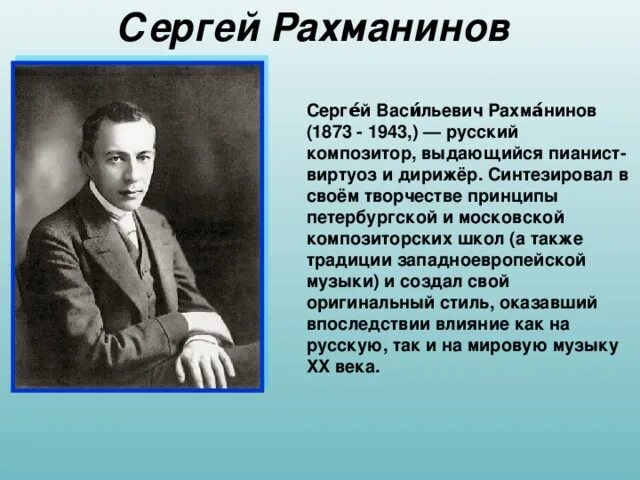 Сергей Рахманинов
Серге́й Васи́льевич Рахма́нинов
(1873 - 1943,) — русский
композитор, выдающийся пианист-
виртуоз и дирижёр. Синтезировал в
своём творчестве принципы
петербургской и московской
композиторских школ (а также
традиции западноевропейской
музыки) и создал свой
оригинальный стиль, оказавший
впоследствии влияние как на
русскую, так и на мировую музыку
XX века.